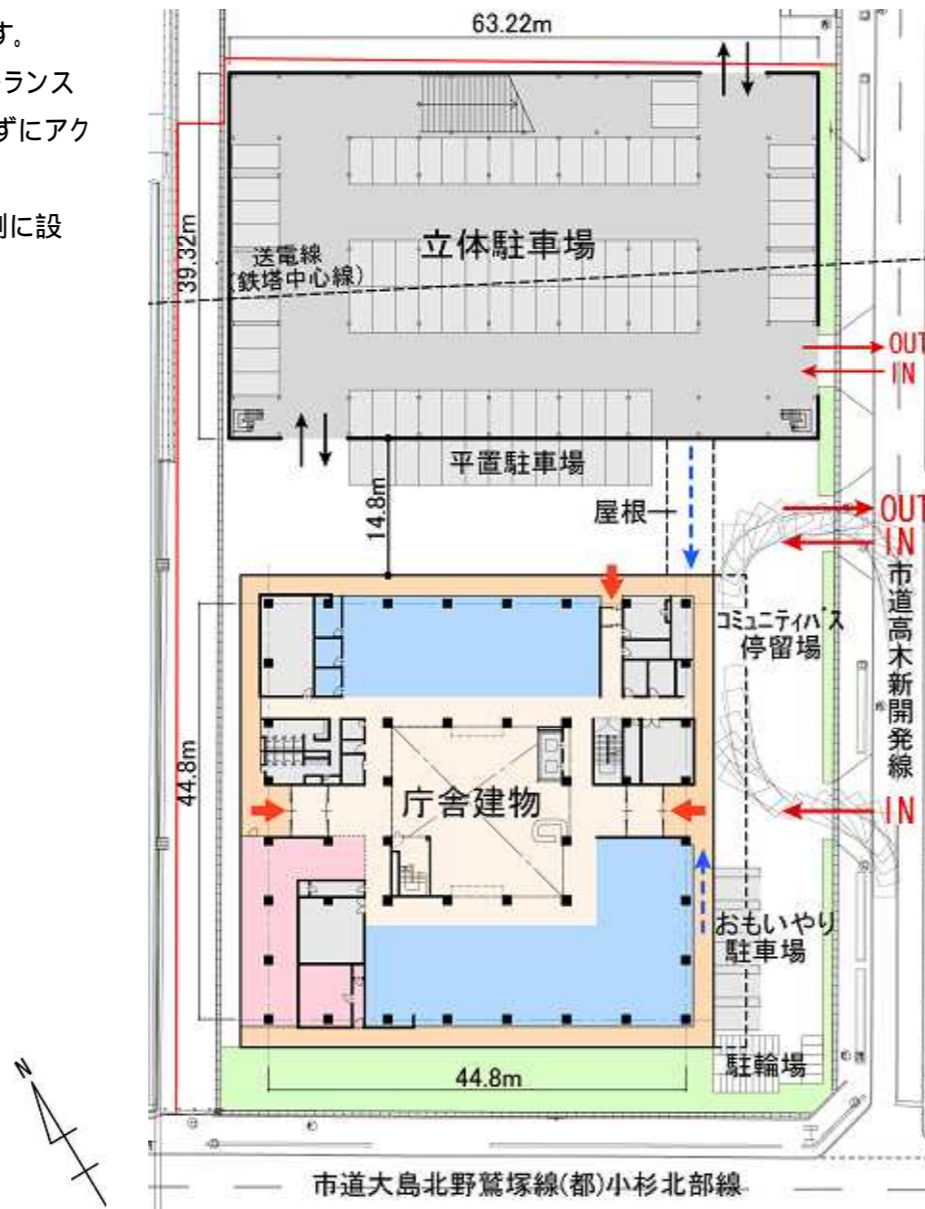 す。
ランス
ずにアク
側に設
63.22m
39.32m
送電線
(鉄塔中心線)
立体駐車場
OUT
IN
平置駐車場
14.8m
屋根
OUT
IN
コミュニティバス
停留場
市道高木新開発線
44.8m
庁舎建物
IN
おもいやり
駐車場
駐輪場
44.8m
N
市道大島北野鷲塚線(都)小杉北部線